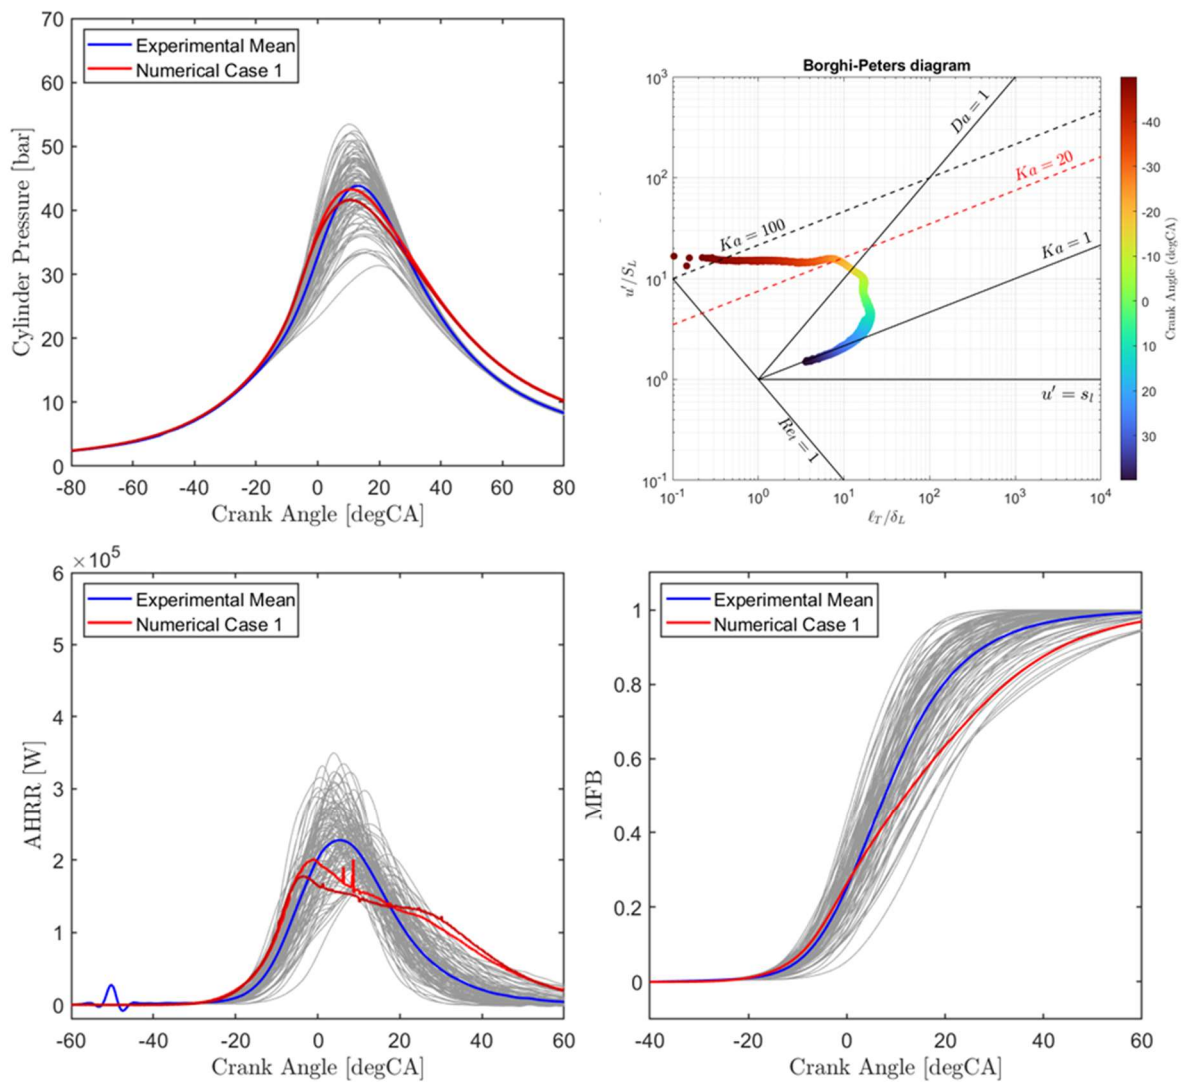 70
60
50
40
30
20
10
0
Cylinder Pressure [bar]
Experimental Mean
Numerical Case 1
-80 -60 -40 -20 0 20 40 60 80
Crank Angle [degCA]
Borghi-Peters diagram
10³
10²
10¹
10⁰
10⁻¹
u′/S_L
Da = 1
Ka = 100
Ka = 20
Ka = 1
u′ = s_l
Re_t = 1
10⁻¹ 10⁰ 10¹ 10² 10³ 10⁴
ℓ_T/δ_L
-40
-30
-20
-10
0
10
20
30
Crank Angle (degCA)
×10⁵
6
5
4
3
2
1
0
AHRR [W]
Experimental Mean
Numerical Case 1
-60 -40 -20 0 20 40 60
Crank Angle [degCA]
1
0.8
0.6
0.4
0.2
0
MFB
Experimental Mean
Numerical Case 1
-40 -20 0 20 40 60
Crank Angle [degCA]